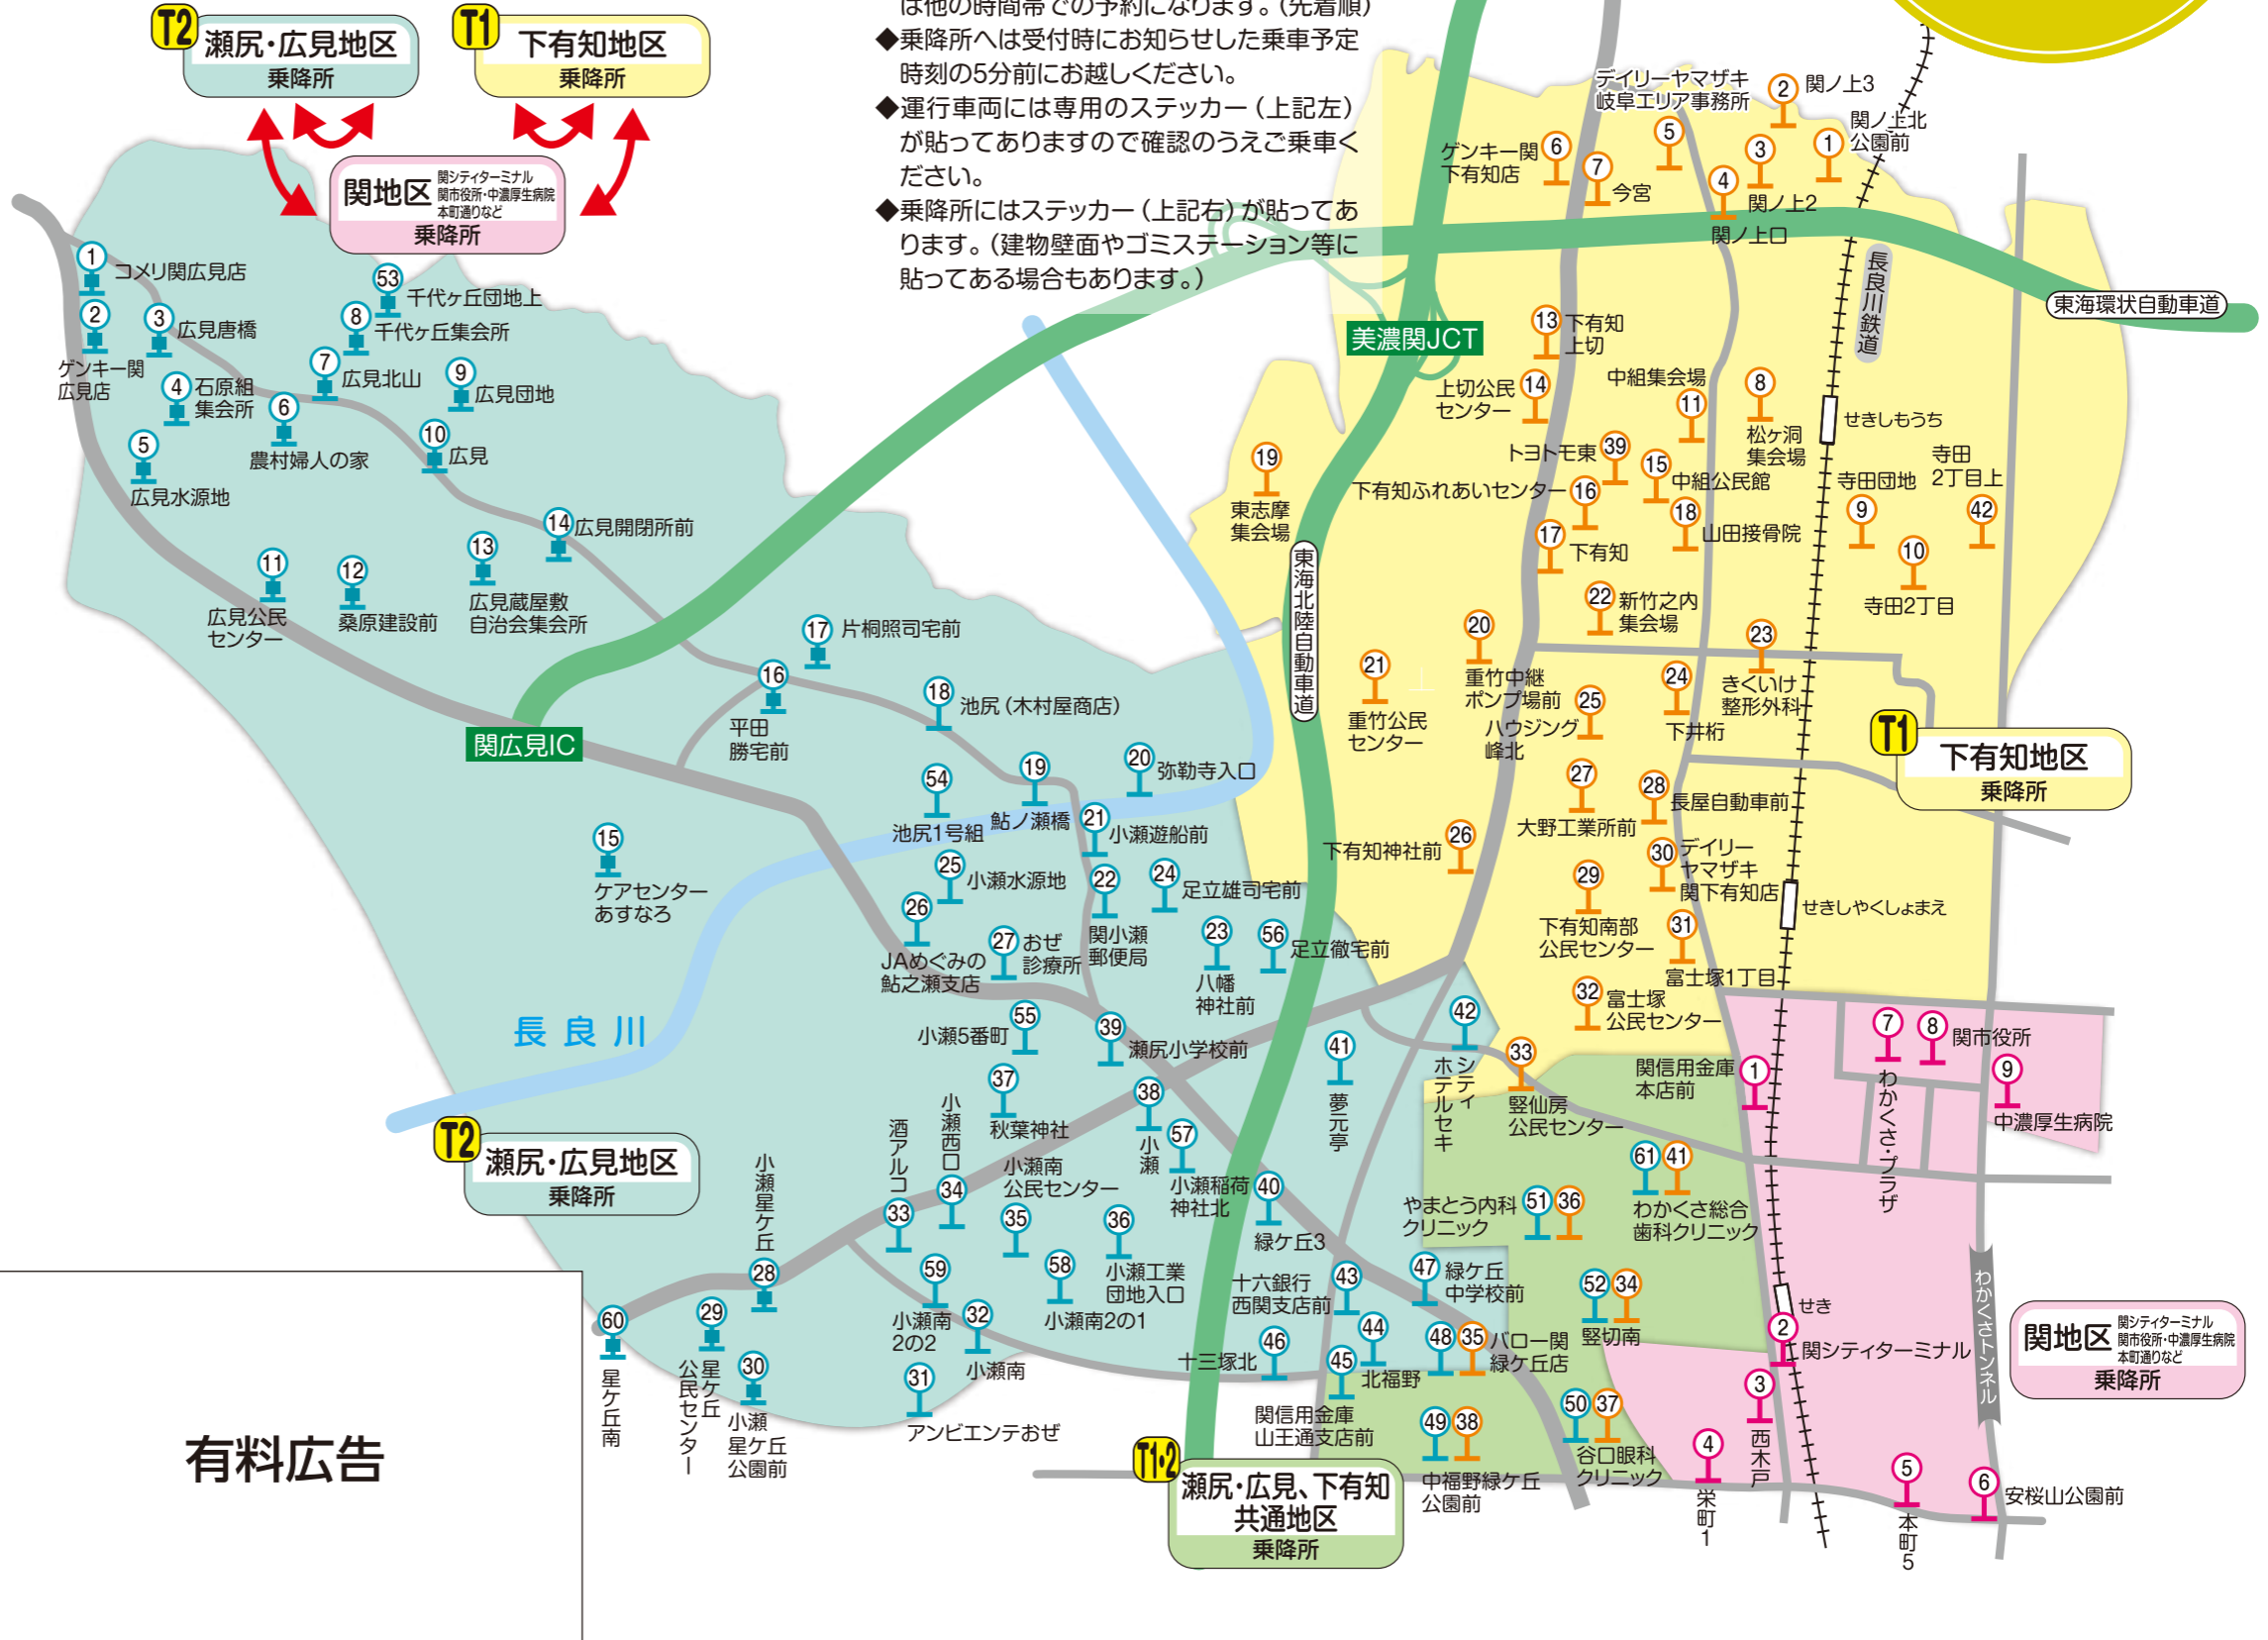 T2
瀬尻・広見地区
乗降所
T1
下有知地区
乗降所
関地区
関シティターミナル
関市役所・中濃厚生病院
本町通りなど
乗降所
は他の時間帯での予約になります。（先着順）
◆乗降所へは受付時にお知らせした乗車予定
時刻の5分前にお越しください。
◆運行車両には専用のステッカー（上記左）
が貼ってありますので確認のうえご乗車く
ださい。
◆乗降所にはステッカー（上記右）が貼ってあ
ります。（建物壁面やゴミステーション等に
貼ってある場合もあります。）
1 コメリ関広見店
2 ゲンキー関
広見店
3 広見唐橋
4 石原組
集会所
5 広見水源地
6 農村婦人の家
7 広見北山
8 千代ヶ丘集会所
53 千代ヶ丘団地上
9 広見団地
10 広見
11 広見公民
センター
12 桑原建設前
13 広見蔵屋敷
自治会集会所
14 広見開閉所前
15 ケアセンター
あすなろ
16 平田
勝宅前
17 片桐照司宅前
18 池尻（木村屋商店）
54 池尻1号組
19 鮎ノ瀬橋
20 弥勒寺入口
21 小瀬遊船前
22 関小瀬
郵便局
24 足立雄司宅前
25 小瀬水源地
26 JAめぐみの
鮎之瀬支店
27 おぜ
診療所
23 八幡
神社前
56 足立徹宅前
55 小瀬5番町
39 瀬尻小学校前
37 秋葉神社
38 小瀬
57 小瀬稲荷
神社北
41 夢元亭
42 シティ
ホテルセキ
40 緑ケ丘3
小瀬西口
34
酒アルコ
33
小瀬南
公民センター
35
36 小瀬工業
団地入口
58 小瀬南2の1
59 小瀬南
2の2
32 小瀬南
31 アンビエンテおぜ
小瀬星ケ丘
28
29 星ケ丘
公民センター
30 小瀬
星ケ丘
公園前
60 星ケ丘南
43 十六銀行
西関支店前
44 北福野
45 関信用金庫
山王通支店前
46 十三塚北
47 緑ケ丘
中学校前
48 35 バロー関
緑ケ丘店
49 38 中福野緑ケ丘
公園前
50 37 谷口眼科
クリニック
51 36 やまとう内科
クリニック
52 34 竪切南
61 41 わかくさ総合
歯科クリニック
関広見IC
長良川
美濃関JCT
東海北陸自動車道
東海環状自動車道
長良川鉄道
せきしもうち
せきしやくしょまえ
せき
わかくさトンネル
1 関ノ上北
公園前
2 関ノ上3
3 関ノ上2
4 関ノ上口
デイリーヤマザキ
岐阜エリア事務所
5
6 ゲンキー関
下有知店
7 今宮
13 下有知
上切
14 上切公民
センター
中組集会場
11
8 松ヶ洞
集会場
39 トヨトモ東
15 中組公民館
16 下有知ふれあいセンター
17 下有知
18 山田接骨院
19 東志摩
集会場
寺田団地
9
10 寺田2丁目
寺田
2丁目上
42
20 重竹中継
ポンプ場前
21 重竹公民
センター
22 新竹之内
集会場
23 きくいけ
整形外科
24 下井桁
25 ハウジング
峰北
26 下有知神社前
27 大野工業所前
28 長屋自動車前
29 下有知南部
公民センター
30 デイリー
ヤマザキ
関下有知店
31 富士塚1丁目
32 富士塚
公民センター
33 竪仙房
公民センター
T1
下有知地区
乗降所
1 関信用金庫
本店前
2 関シティターミナル
3 西木戸
4 栄町1
5 本町5
6 安桜山公園前
7 わかくさ・プラザ
8 関市役所
9 中濃厚生病院
関地区
関シティターミナル
関市役所・中濃厚生病院
本町通りなど
乗降所
T2
瀬尻・広見地区
乗降所
T1・2
瀬尻・広見、下有知
共通地区
乗降所
有料広告